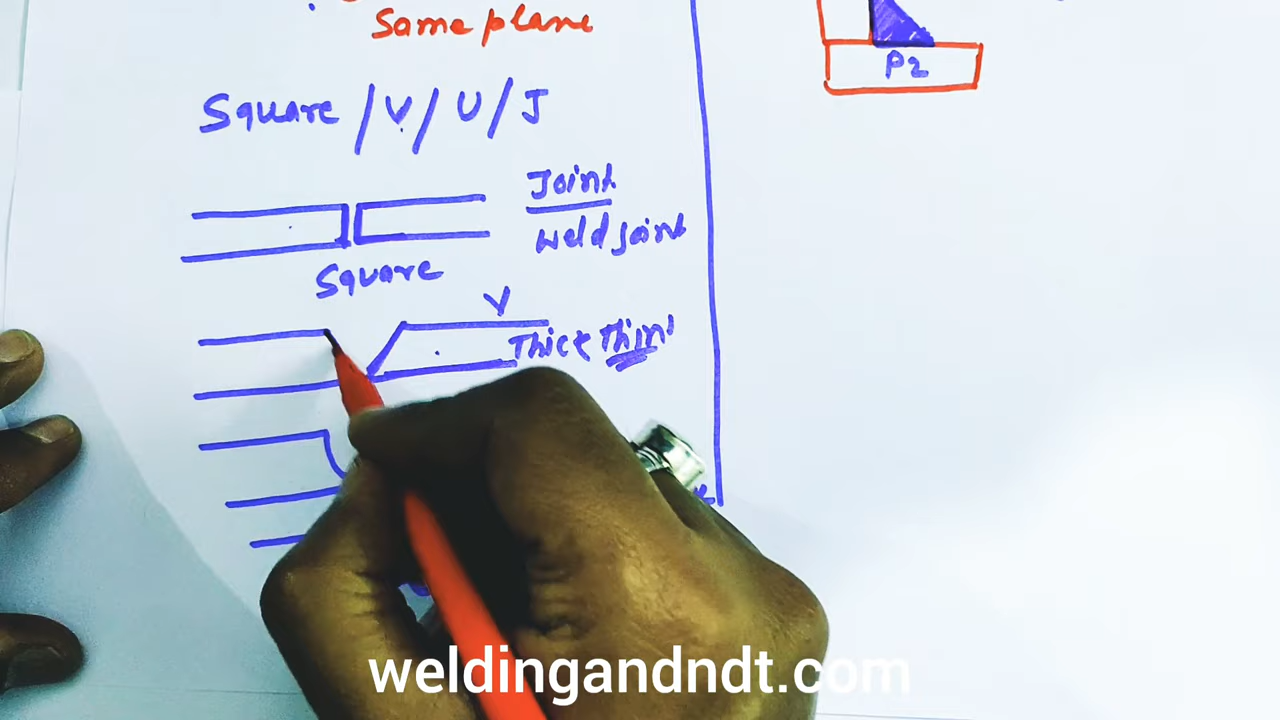 Same plane
P2
Square / V / U / J
Joint
Weld joint
Square
V
Thick Thin
weldingandndt.com